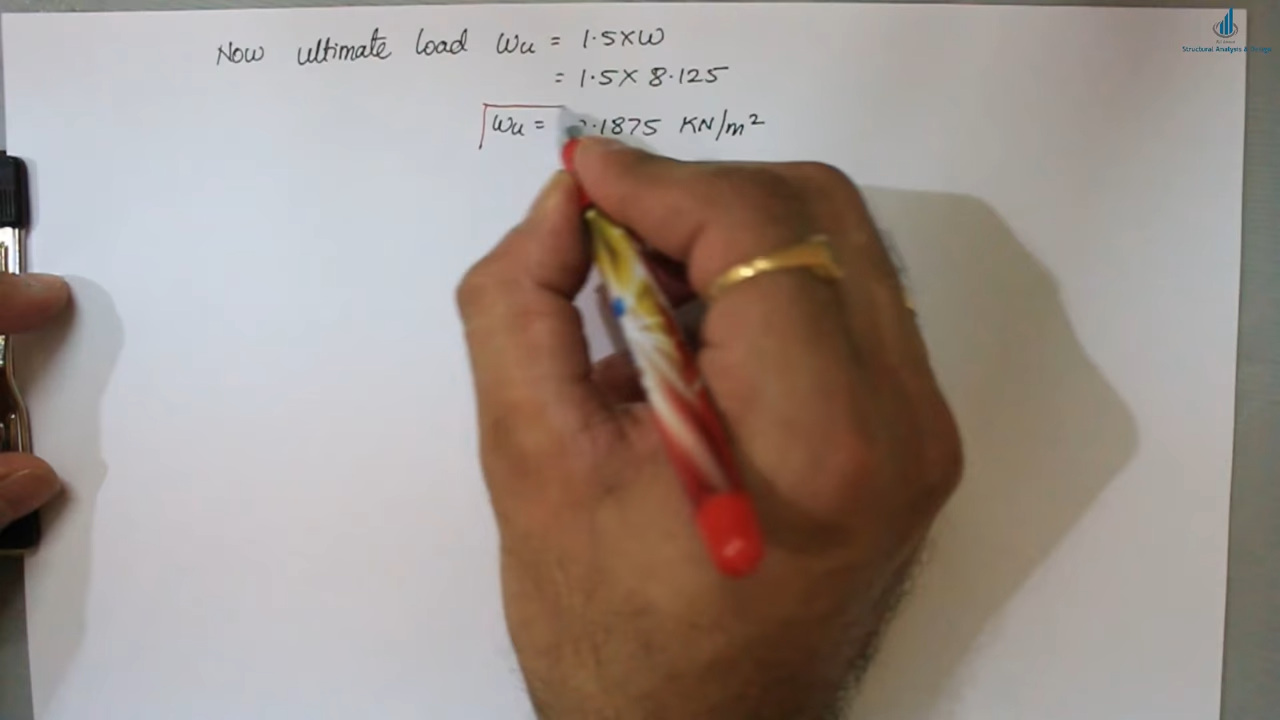 Now ultimate load Wu = 1.5×W
= 1.5× 8.125
Wu = .1875 KN/m²
Structural Analysis & Design